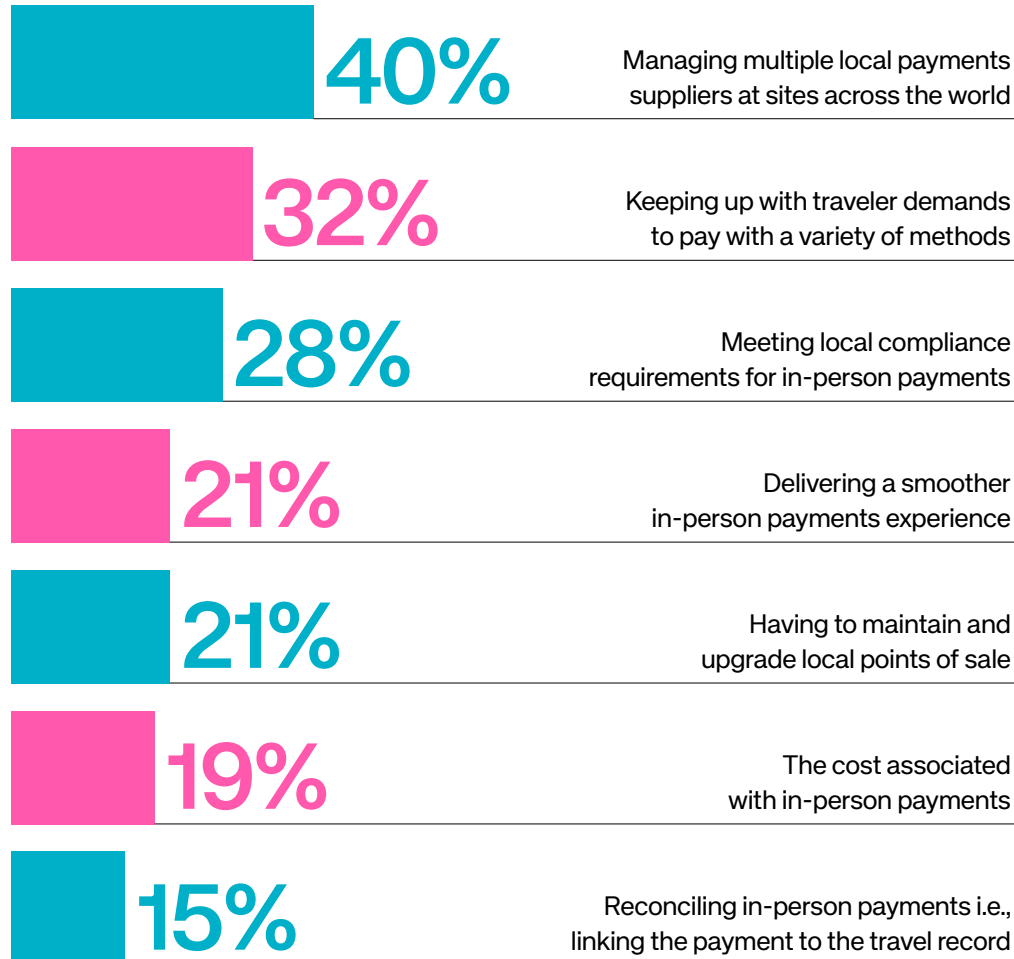 40%
Managing multiple local payments
suppliers at sites across the world
32%
Keeping up with traveler demands
to pay with a variety of methods
28%
Meeting local compliance
requirements for in-person payments
21%
Delivering a smoother
in-person payments experience
21%
Having to maintain and
upgrade local points of sale
19%
The cost associated
with in-person payments
15%
Reconciling in-person payments i.e.,
linking the payment to the travel record